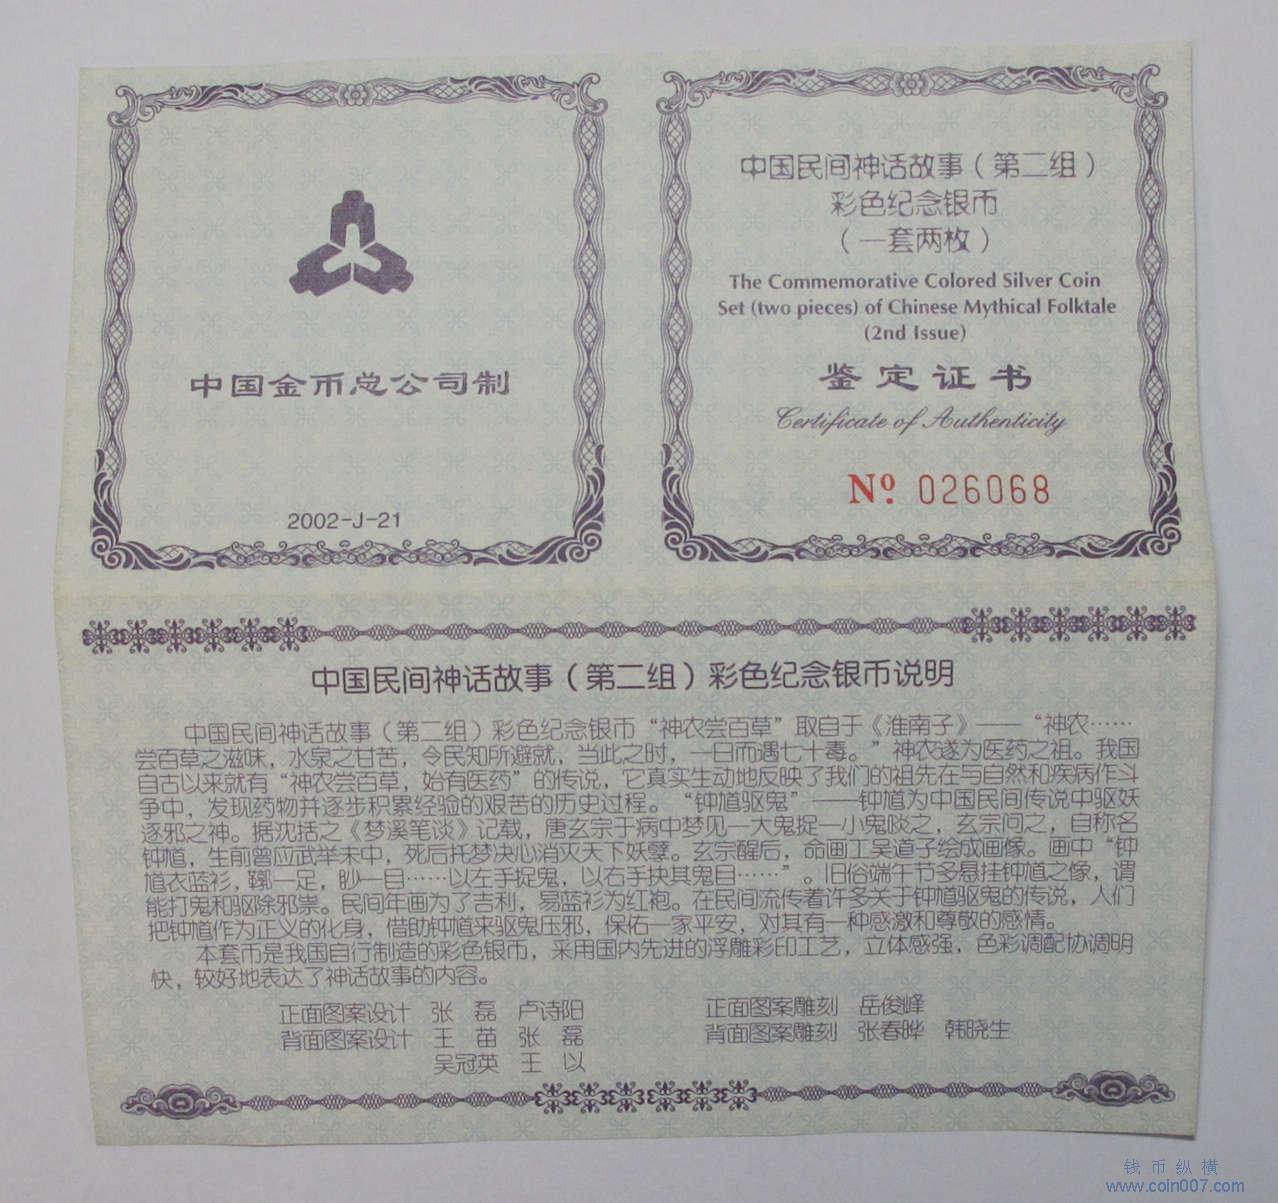 中国金币总公司制
2002-J-21
中国民间神话故事（第二组）
彩色纪念银币
（一套两枚）
The Commemorative Colored Silver Coin
Set (two pieces) of Chinese Mythical Folktale
(2nd Issue)
鉴定证书
Certificate of Authenticity
Nº 026068
中国民间神话故事（第二组）彩色纪念银币说明
中国民间神话故事（第二组）彩色纪念银币“神农尝百草”取自于《淮南子》——“神农……
尝百草之滋味，水泉之甘苦，令民知所避就，当此之时，一日而遇七十毒。”神农遂为医药之祖。我国
自古以来就有“神农尝百草，始有医药”的传说，它真实生动地反映了我们的祖先在与自然和疾病作斗
争中，发现药物并逐步积累经验的艰苦的历史过程。“钟馗驱鬼”——钟馗为中国民间传说中驱妖
逐邪之神。据沈括之《梦溪笔谈》记载，唐玄宗于病中梦见一大鬼捉一小鬼啖之，玄宗问之，自称名
钟馗，生前曾应武举未中，死后托梦决心消灭天下妖孽。玄宗醒后，命画工吴道子绘成画像。画中“钟
馗衣蓝衫，鞹一足，眇一目……以左手捉鬼，以右手抉其鬼目……”。旧俗端午节多悬挂钟馗之像，谓
能打鬼和驱除邪祟。民间年画为了吉利，易蓝衫为红袍。在民间流传着许多关于钟馗驱鬼的传说，人们
把钟馗作为正义的化身，借助钟馗来驱鬼压邪，保佑一家平安，对其有一种感激和尊敬的感情。
本套币是我国自行制造的彩色银币，采用国内先进的浮雕彩印工艺，立体感强，色彩调配协调明
快，较好地表达了神话故事的内容。
正面图案设计 张 磊 卢诗阳
背面图案设计 王 苗 张 磊
吴冠英 王 以
正面图案雕刻 岳俊峰
背面图案雕刻 张春晔 韩晓生
钱币纵横
www.coin007.com